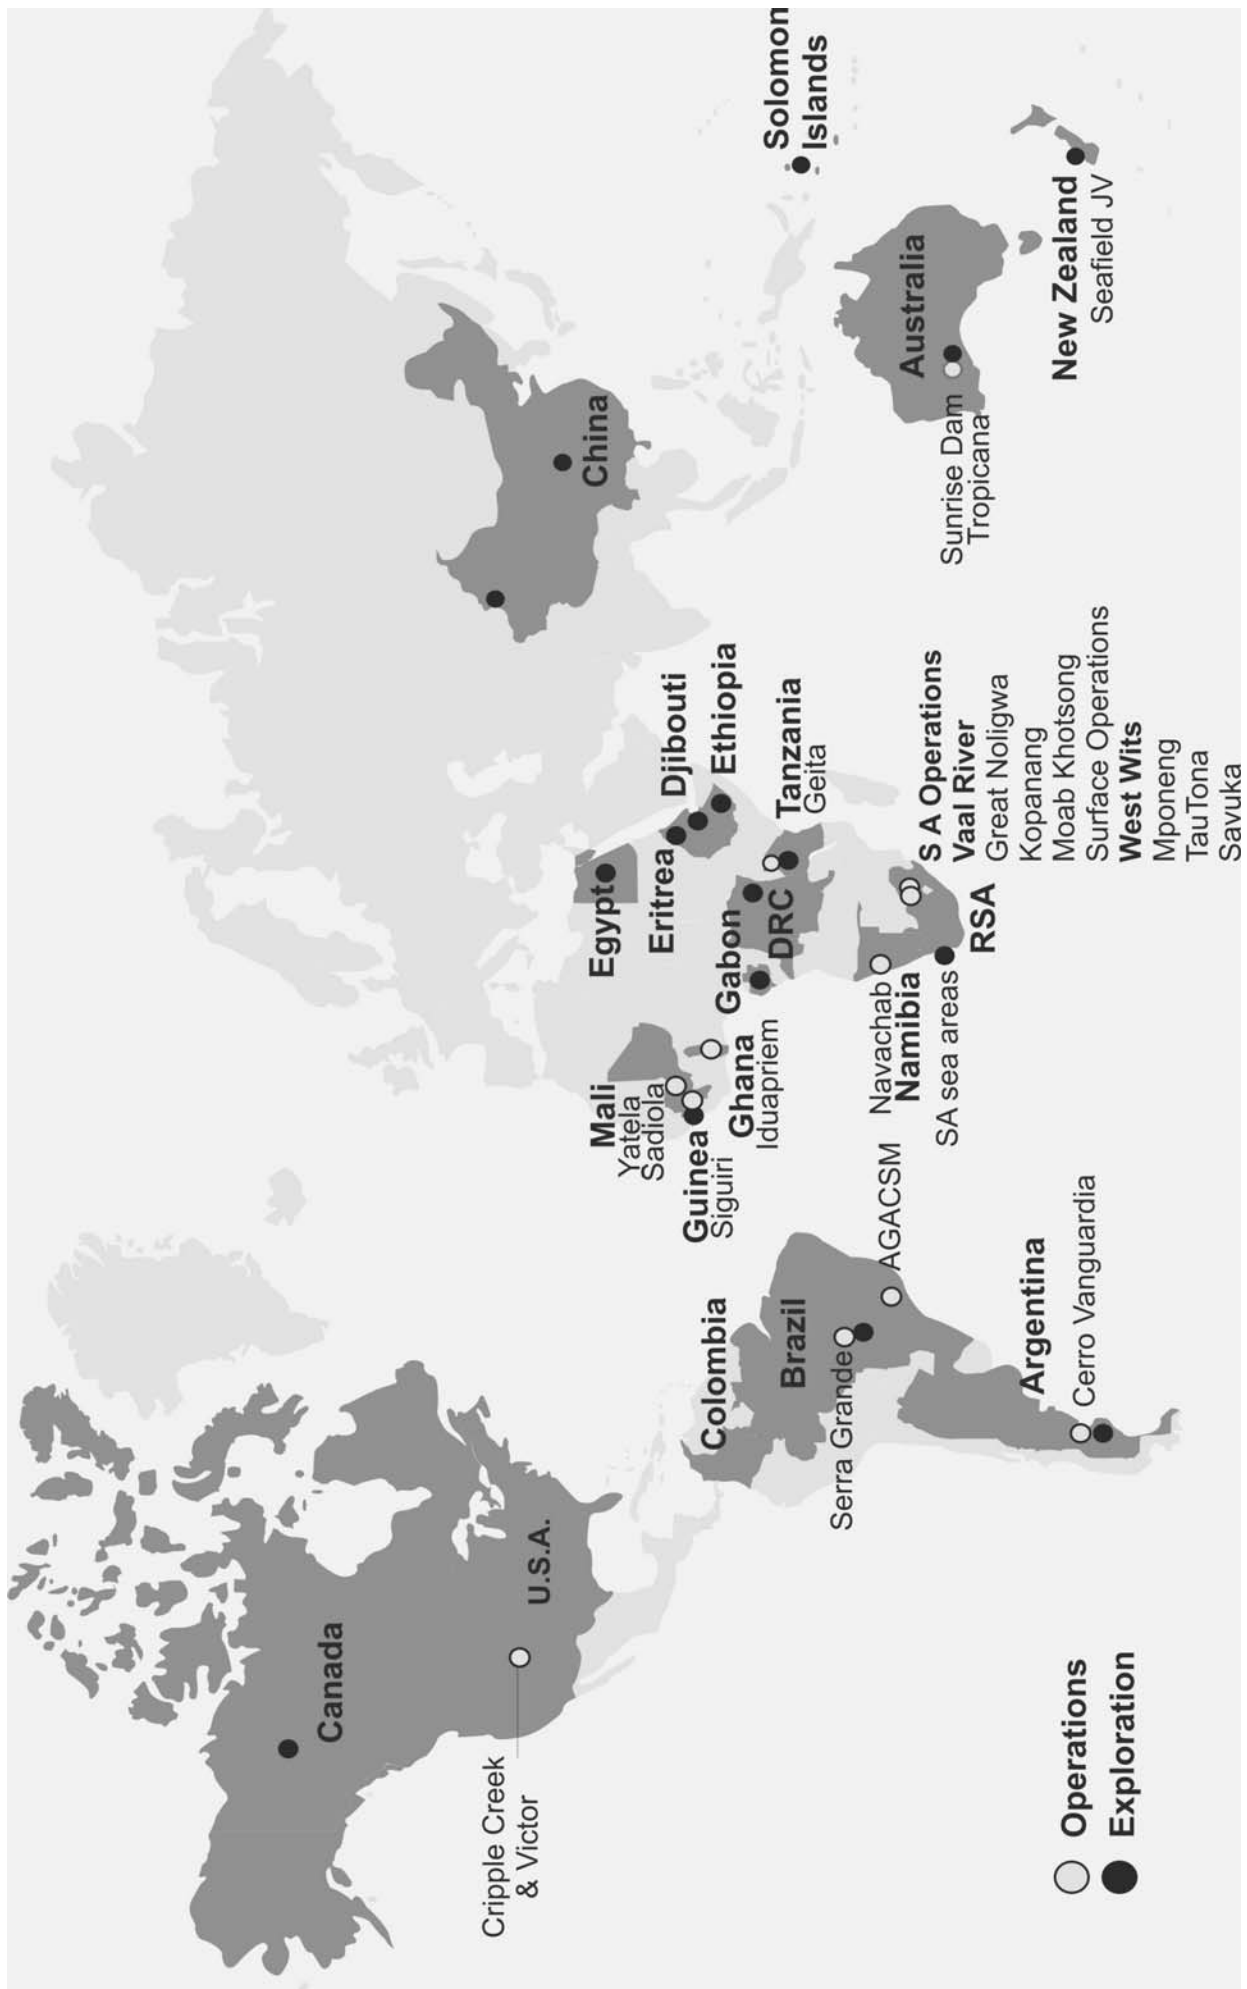 Canada
Cripple Creek
& Victor
U.S.A.
Colombia
Brazil
Serra Grande
AGACSM
Argentina
Cerro Vanguardia
Mali
Yatela
Sadiola
Guinea
Siguiri
Ghana
Iduapriem
Egypt
Eritrea
Djibouti
Ethiopia
Gabon
DRC
Tanzania
Geita
Navachab
Namibia
SA sea areas
RSA
S A Operations
Vaal River
Great Noligwa
Kopanang
Moab Khotsong
Surface Operations
West Wits
Mponeng
TauTona
Savuka
China
Solomon
Islands
Australia
Sunrise Dam
Tropicana
New Zealand
Seafield JV
Operations
Exploration